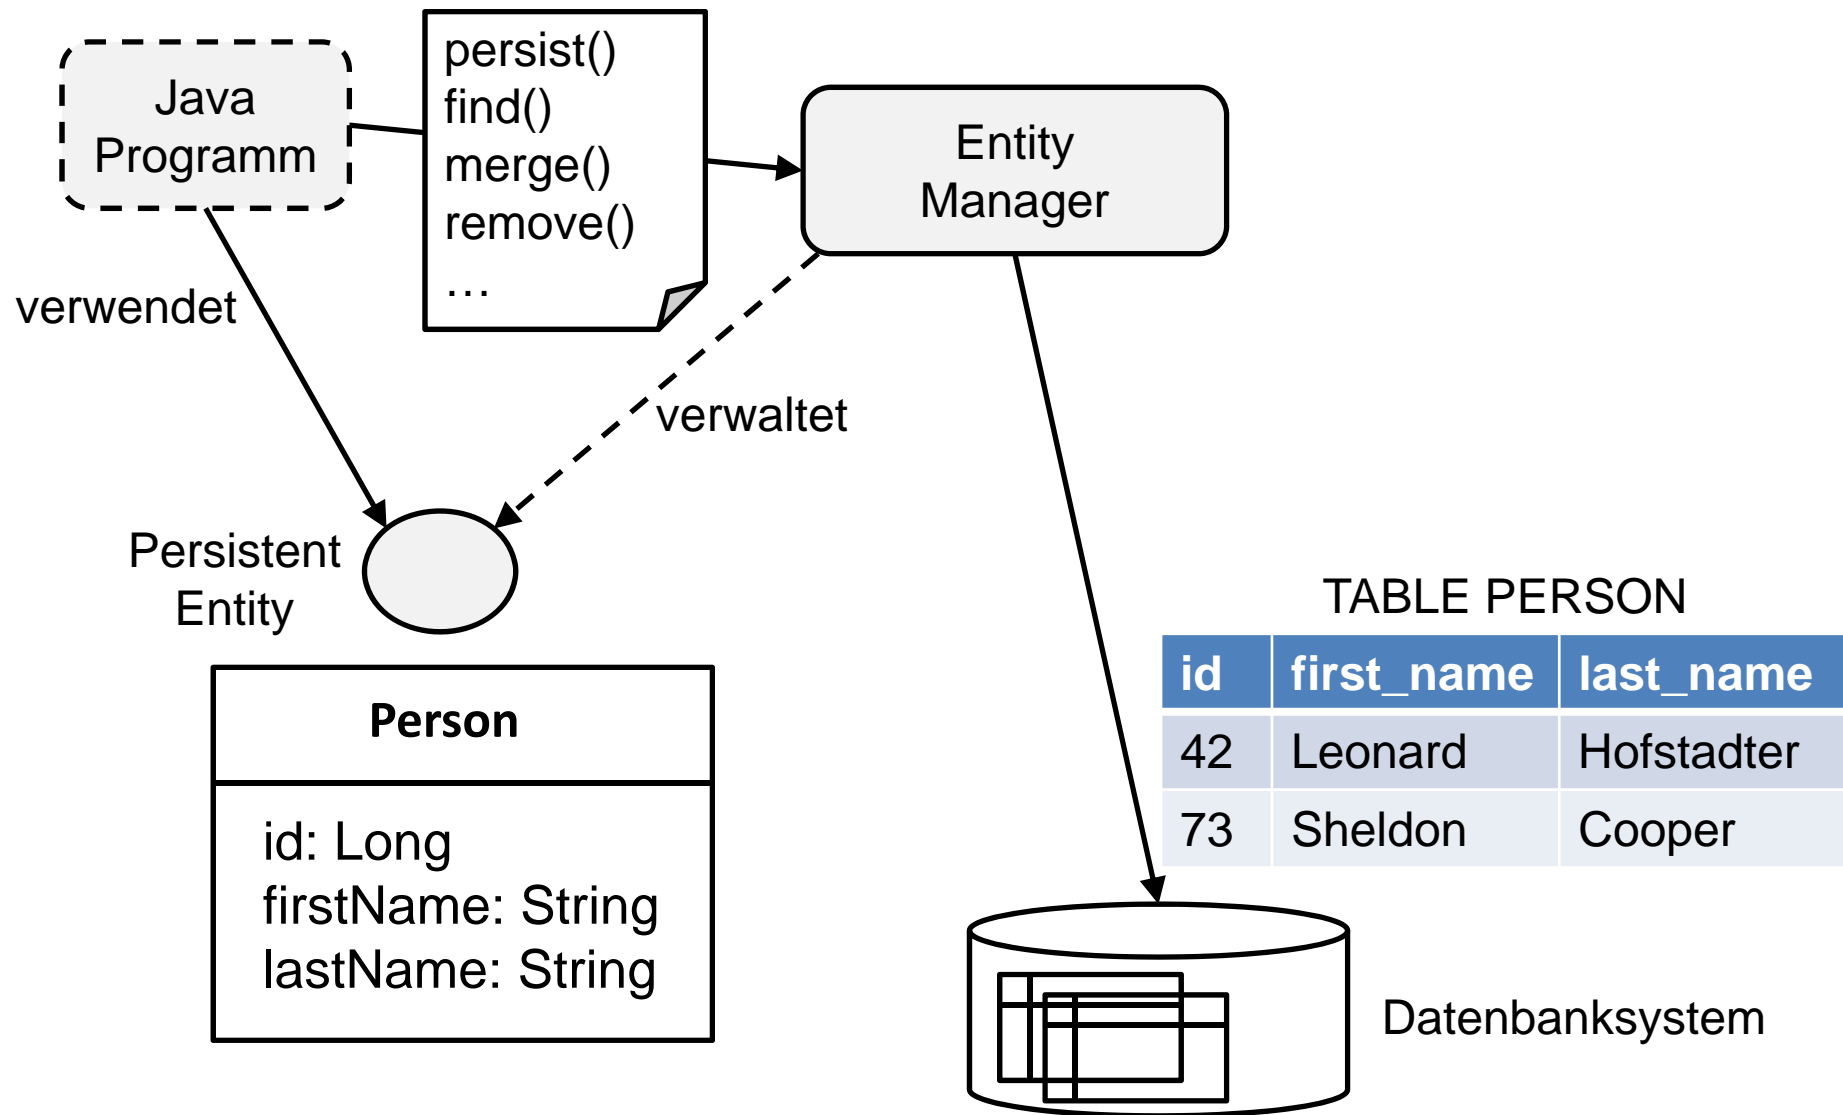 Java
Programm
persist()
find()
merge()
remove()
…
Entity
Manager
verwendet
verwaltet
Persistent
Entity
Person
id: Long
firstName: String
lastName: String
TABLE PERSON
id first_name last_name
42 Leonard Hofstadter
73 Sheldon Cooper
Datenbanksystem